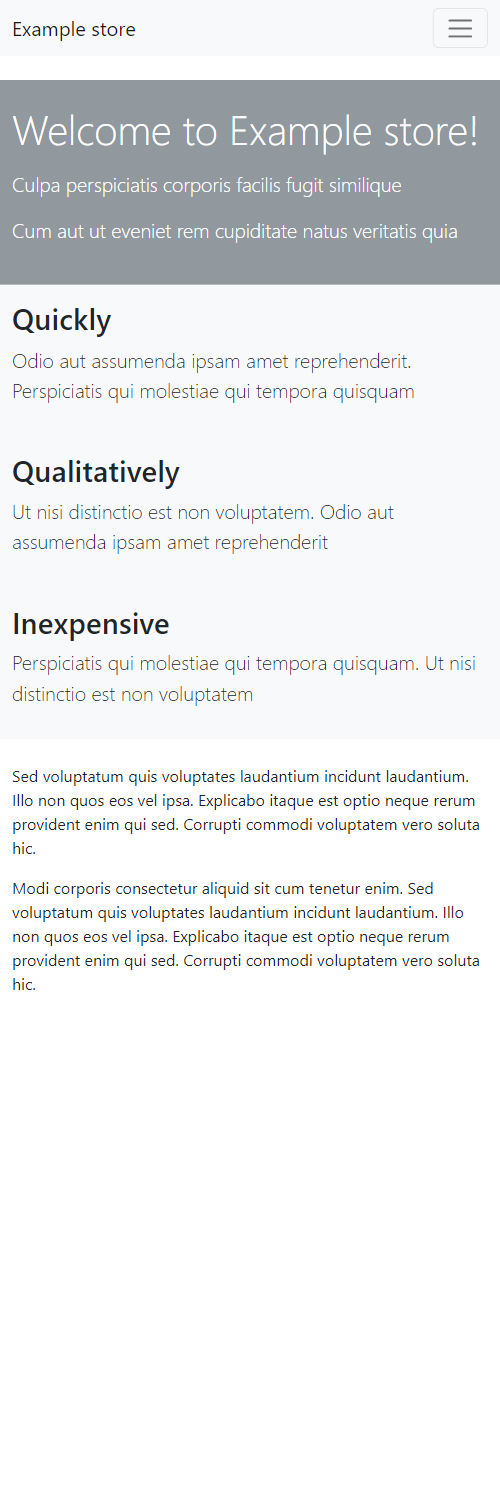 Example store
Welcome to Example store!
Culpa perspiciatis corporis facilis fugit similique
Cum aut ut eveniet rem cupiditate natus veritatis quia
Quickly
Odio aut assumenda ipsam amet reprehenderit.
Perspiciatis qui molestiae qui tempora quisquam
Qualitatively
Ut nisi distinctio est non voluptatem. Odio aut
assumenda ipsam amet reprehenderit
Inexpensive
Perspiciatis qui molestiae qui tempora quisquam. Ut nisi
distinctio est non voluptatem
Sed voluptatum quis voluptates laudantium incidunt laudantium.
Illo non quos eos vel ipsa. Explicabo itaque est optio neque rerum
provident enim qui sed. Corrupti commodi voluptatem vero soluta
hic.
Modi corporis consectetur aliquid sit cum tenetur enim. Sed
voluptatum quis voluptates laudantium incidunt laudantium. Illo
non quos eos vel ipsa. Explicabo itaque est optio neque rerum
provident enim qui sed. Corrupti commodi voluptatem vero soluta
hic.